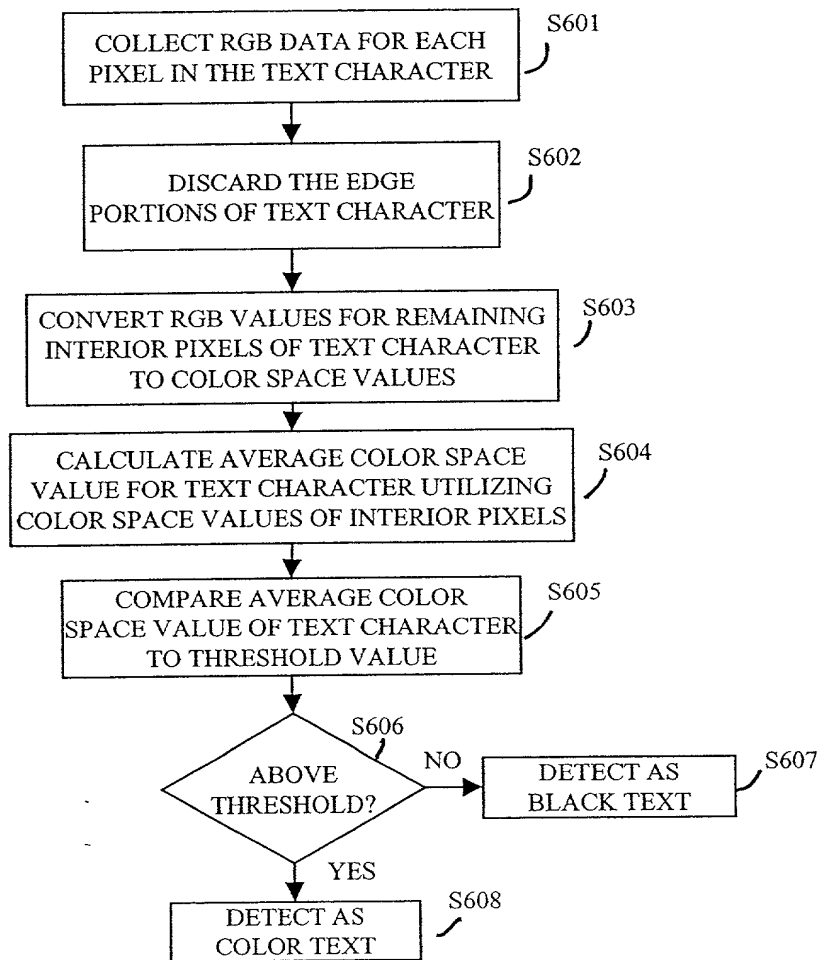 S601
COLLECT RGB DATA FOR EACH
PIXEL IN THE TEXT CHARACTER
S602
DISCARD THE EDGE
PORTIONS OF TEXT CHARACTER
S603
CONVERT RGB VALUES FOR REMAINING
INTERIOR PIXELS OF TEXT CHARACTER
TO COLOR SPACE VALUES
S604
CALCULATE AVERAGE COLOR SPACE
VALUE FOR TEXT CHARACTER UTILIZING
COLOR SPACE VALUES OF INTERIOR PIXELS
S605
COMPARE AVERAGE COLOR
SPACE VALUE OF TEXT CHARACTER
TO THRESHOLD VALUE
S606
ABOVE
THRESHOLD?
NO
S607
DETECT AS
BLACK TEXT
YES
S608
DETECT AS
COLOR TEXT